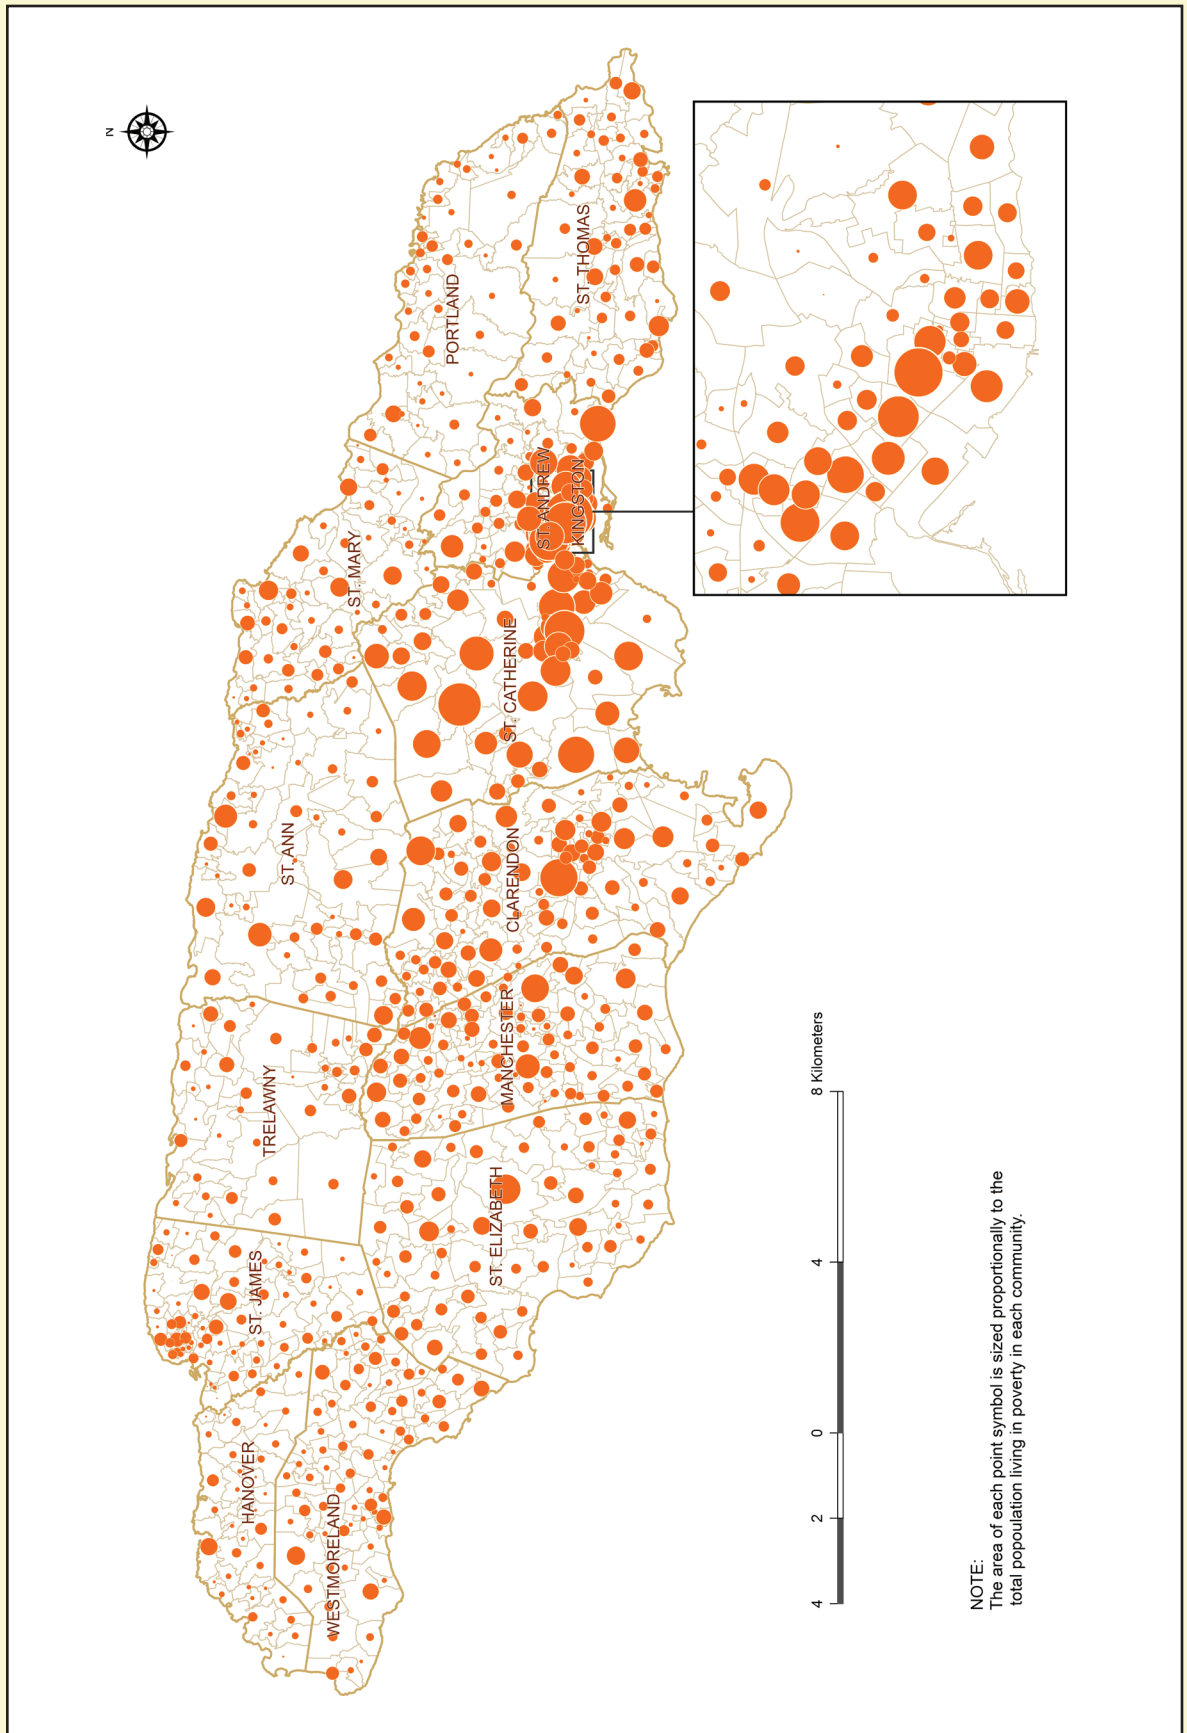 N
HANOVER
WESTMORELAND
ST. JAMES
TRELAWNY
ST. ELIZABETH
MANCHESTER
ST. ANN
CLARENDON
ST. CATHERINE
ST. MARY
ST. ANDREW
KINGSTON
PORTLAND
ST. THOMAS
4 2 0 4 8 Kilometers
NOTE:
The area of each point symbol is sized proportionally to the
total popoulation living in poverty in each community.